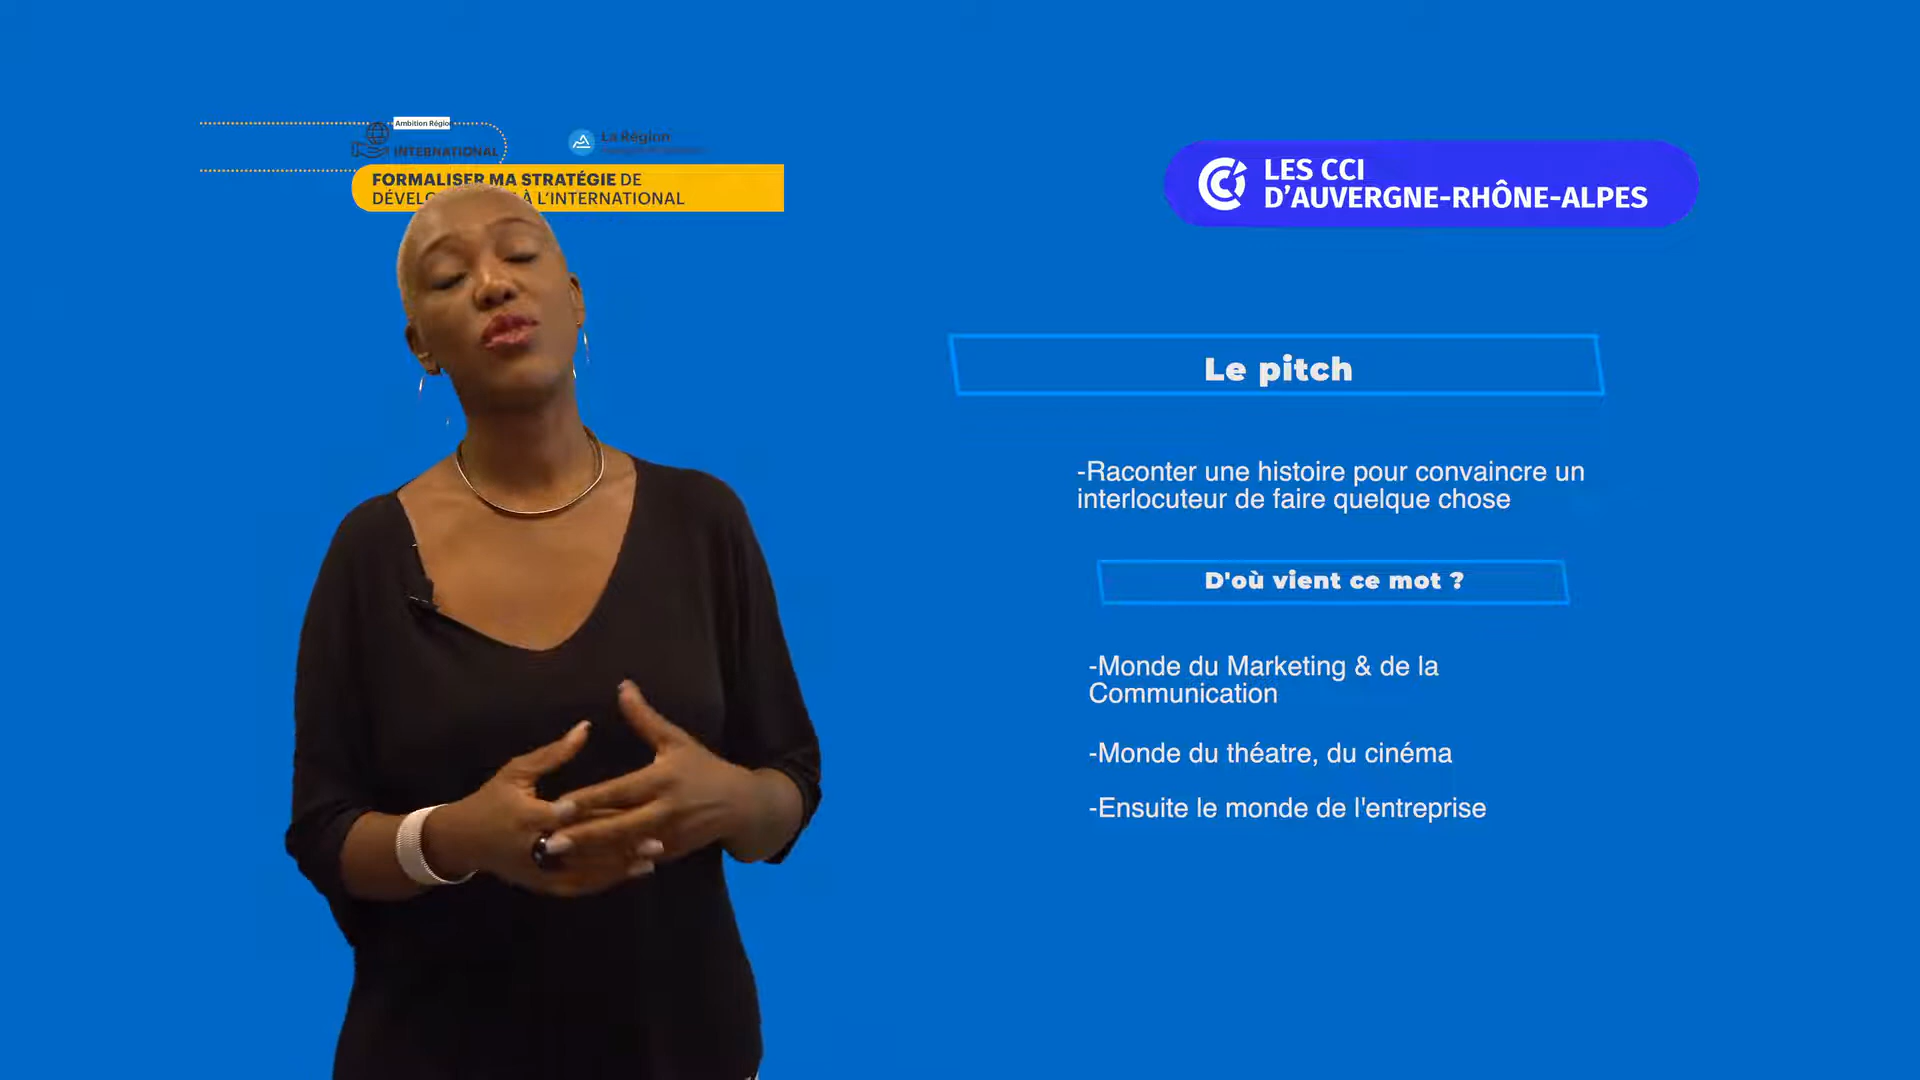 Ambition Régio
INTERNATIONAL
La Région
FORMALISER MA STRATÉGIE DE
DÉVELO À L'INTERNATIONAL
LES CCI
D'AUVERGNE-RHÔNE-ALPES
Le pitch
-Raconter une histoire pour convaincre un
interlocuteur de faire quelque chose
D'où vient ce mot ?
-Monde du Marketing & de la
Communication
-Monde du théatre, du cinéma
-Ensuite le monde de l'entreprise